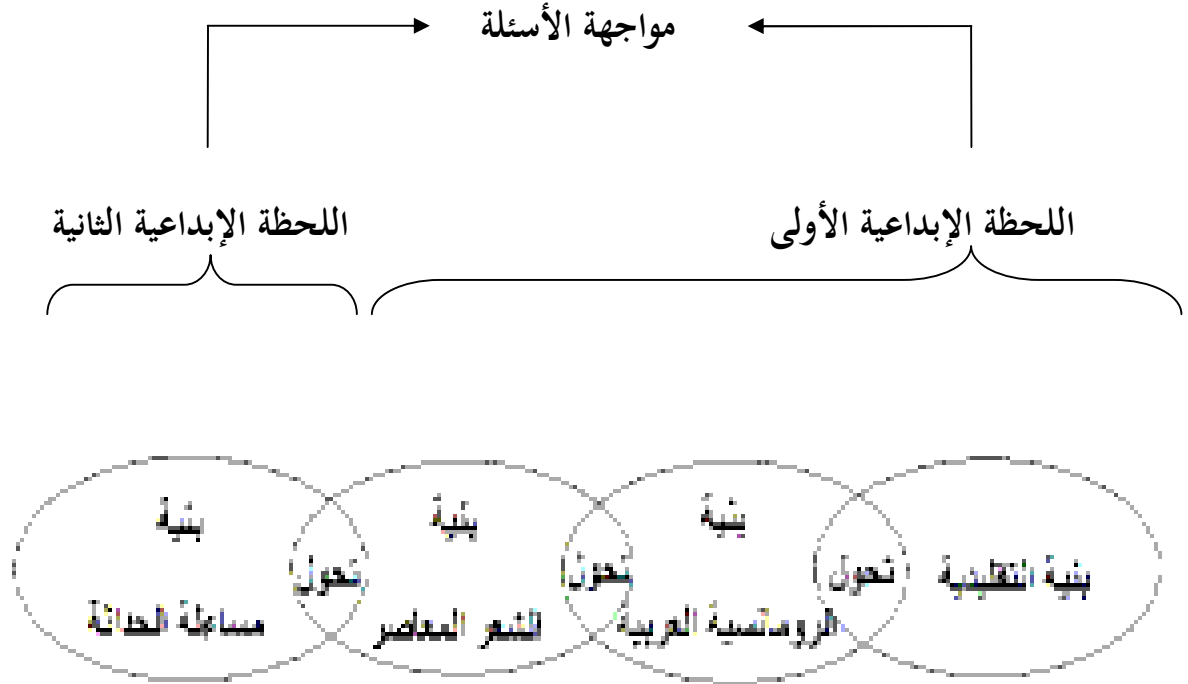 مواجهة الأسئلة
اللحظة الإبداعية الأولى
اللحظة الإبداعية الثانية
بنية التقليدية
تحول
بنية
الرومانسية العربية
تحول
بنية
الشعر المعاصر
تحول
بنية
مساءلة الحداثة